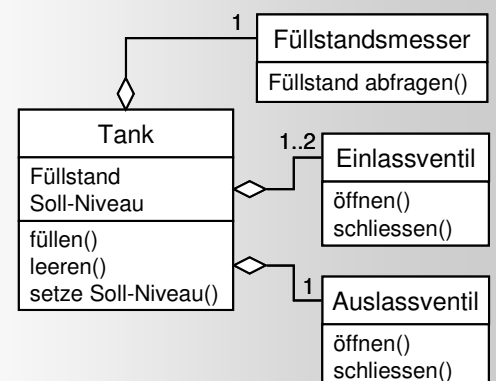 1
Füllstandsmesser
Füllstand abfragen()
Tank
Füllstand
Soll-Niveau
füllen()
leeren()
setze Soll-Niveau()
1..2
Einlassventil
öffnen()
schliessen()
1
Auslassventil
öffnen()
schliessen()